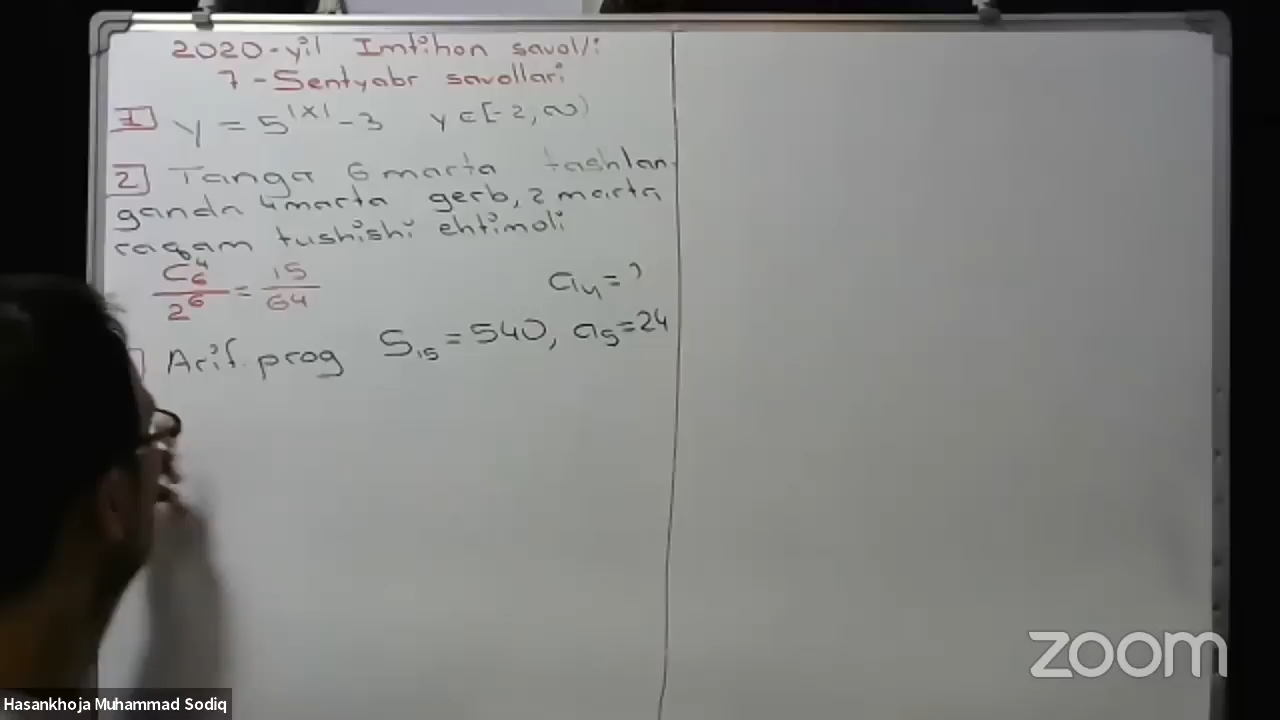 2020-yil Imtihon savol/i
7-Sentyabr savollari
1 y = 5^|x| - 3 y ∈ [-2, ∞)
2 Tanga 6 marta tashlan-
ganda 4 marta gerb, 2 marta
raqam tushishi ehtimoli
C₆⁴/2⁶ = 15/64
a₄ = ?
Arif. prog S₁₅ = 540, a₅ = 24
zoom
Hasankhoja Muhammad Sodiq